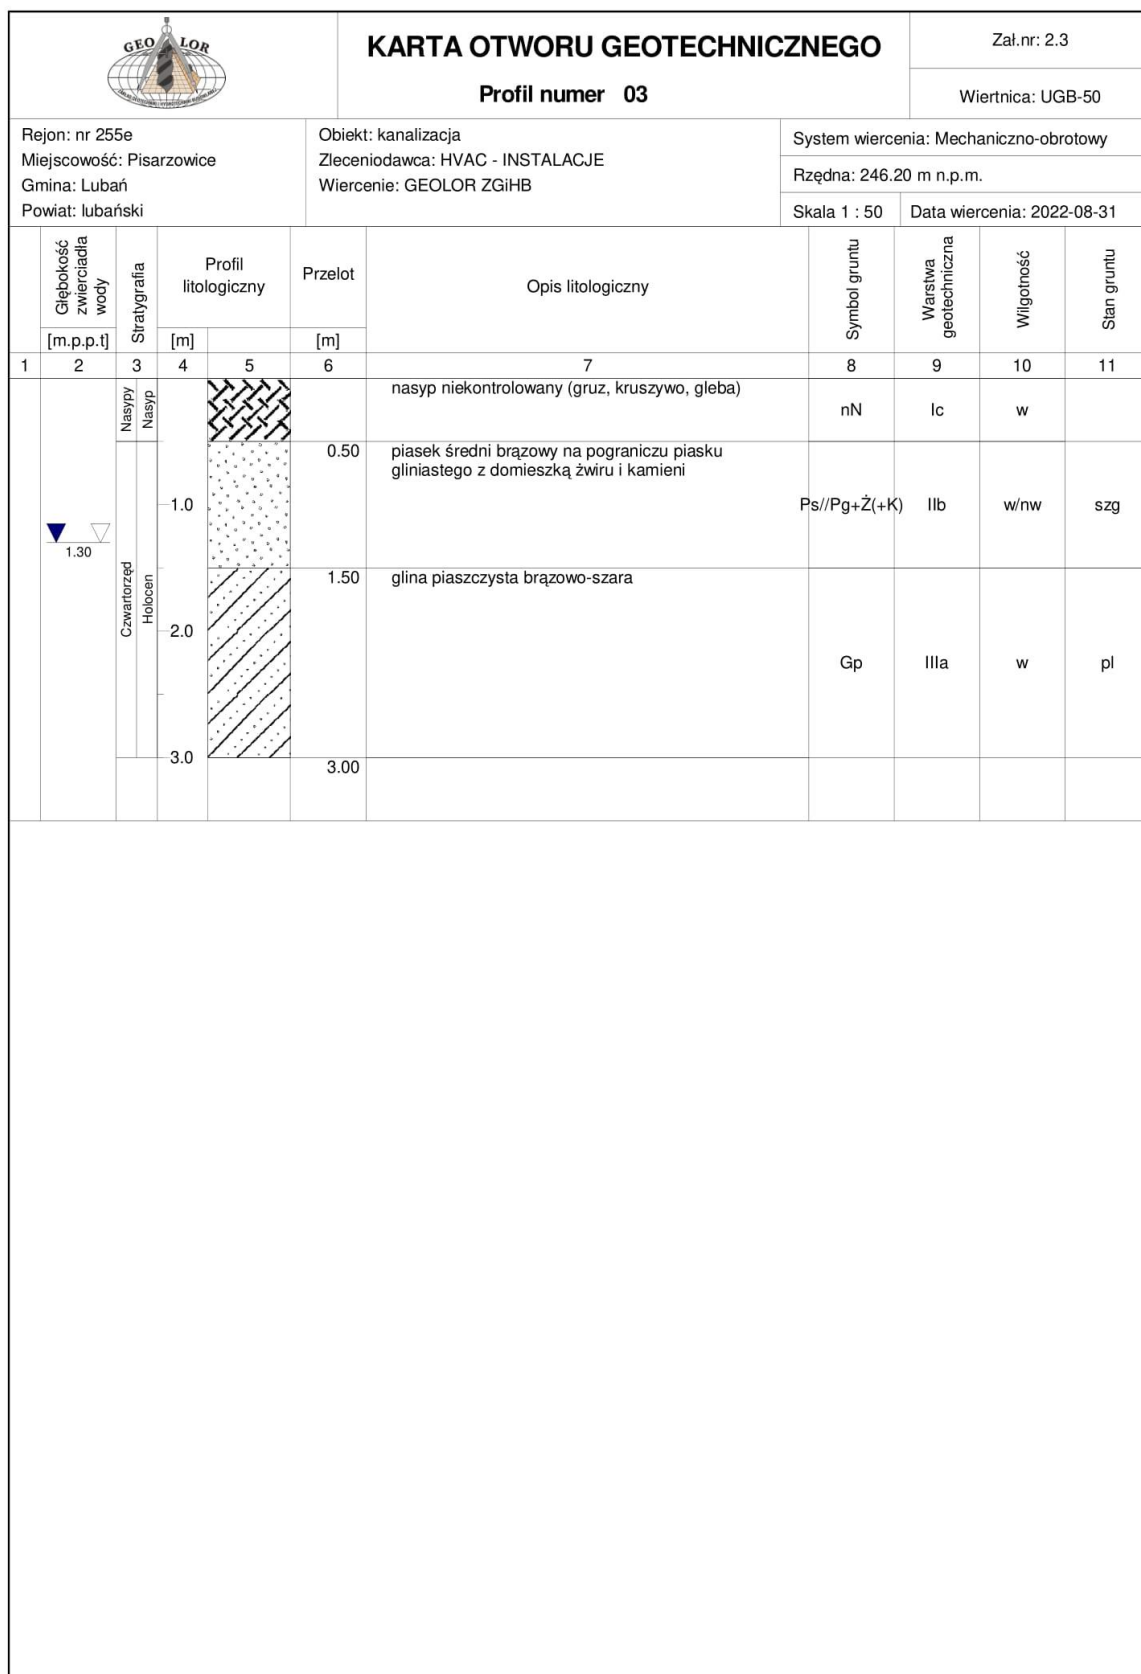 GEO LOR
KARTA OTWORU GEOTECHNICZNEGO
Profil numer 03
Zał.nr: 2.3
Wiertnica: UGB-50
Rejon: nr 255e
Miejscowość: Pisarzowice
Gmina: Lubań
Powiat: lubański
Obiekt: kanalizacja
Zleceniodawca: HVAC - INSTALACJE
Wiercenie: GEOLOR ZGiHB
System wiercenia: Mechaniczno-obrotowy
Rzędna: 246.20 m n.p.m.
Skala 1 : 50 Data wiercenia: 2022-08-31
Głębokość
zwierciadła
wody
[m.p.p.t]
Stratygrafia
Profil
litologiczny
[m]
Przelot
[m]
Opis litologiczny
Symbol gruntu
Warstwa
geotechniczna
Wilgotność
Stan gruntu
1 2 3 4 5 6 7 8 9 10 11
Nasypy
Nasyp
nasyp niekontrolowany (gruz, kruszywo, gleba)
nN Ic w
0.50
piasek średni brązowy na pograniczu piasku
gliniastego z domieszką żwiru i kamieni
1.0
Ps//Pg+Ż(+K) IIb w/nw szg
1.30
Czwartorzęd
Holocen
1.50 glina piaszczysta brązowo-szara
2.0
Gp IIIa w pl
3.0
3.00